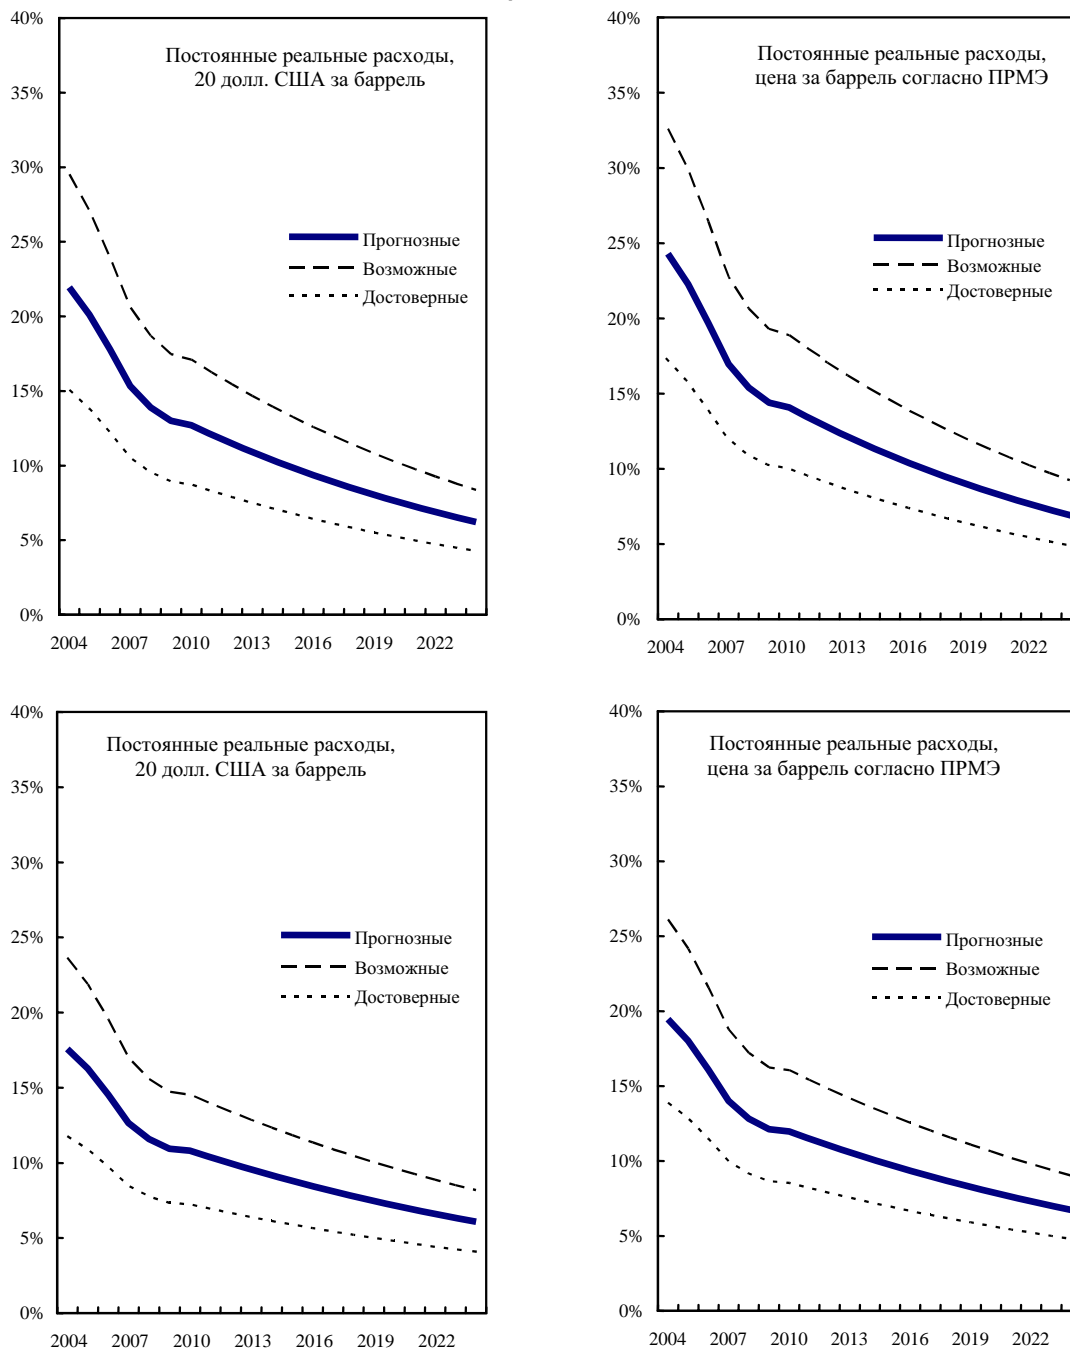 40%
35%
30%
25%
20%
15%
10%
5%
0%
Постоянные реальные расходы,
20 долл. США за баррель
Прогнозные
Возможные
Достоверные
2004 2007 2010 2013 2016 2019 2022
40%
35%
30%
25%
20%
15%
10%
5%
0%
Постоянные реальные расходы,
цена за баррель согласно ПРМЭ
Прогнозные
Возможные
Достоверные
2004 2007 2010 2013 2016 2019 2022
40%
35%
30%
25%
20%
15%
10%
5%
0%
Постоянные реальные расходы,
20 долл. США за баррель
Прогнозные
Возможные
Достоверные
2004 2007 2010 2013 2016 2019 2022
40%
35%
30%
25%
20%
15%
10%
5%
0%
Постоянные реальные расходы,
цена за баррель согласно ПРМЭ
Прогнозные
Возможные
Достоверные
2004 2007 2010 2013 2016 2019 2022